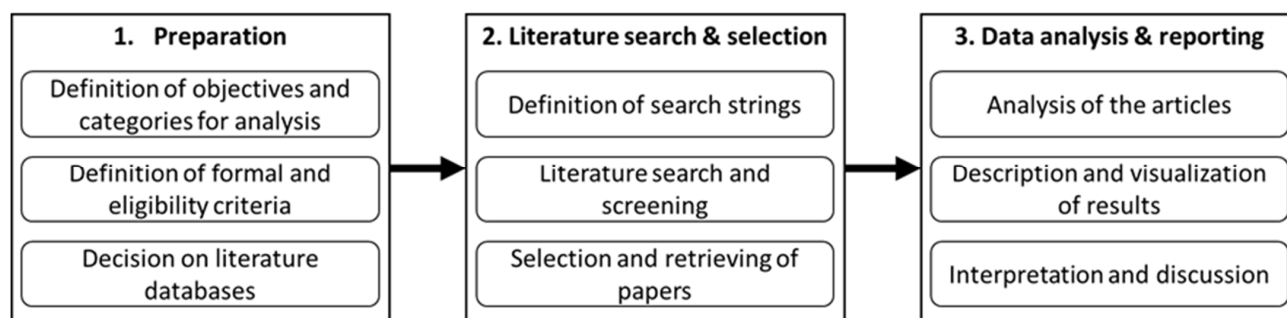 1. Preparation
Definition of objectives and
categories for analysis
Definition of formal and
eligibility criteria
Decision on literature
databases
2. Literature search & selection
Definition of search strings
Literature search and
screening
Selection and retrieving of
papers
3. Data analysis & reporting
Analysis of the articles
Description and visualization
of results
Interpretation and discussion